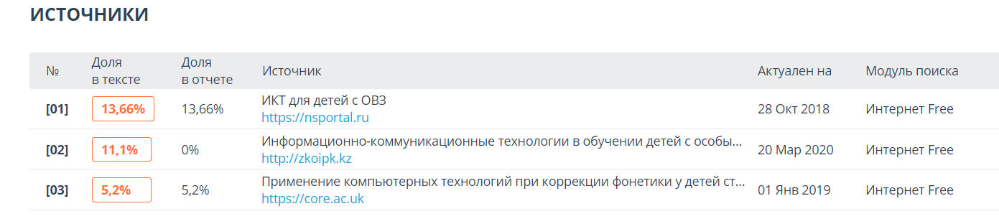 ИСТОЧНИКИ
№ Доля в тексте Доля в отчете Источник Актуален на Модуль поиска
[01] 13,66% 13,66% ИКТ для детей с ОВЗ 28 Окт 2018 Интернет Free
https://nsportal.ru
[02] 11,1% 0% Информационно-коммуникационные технологии в обучении детей с особы... 20 Мар 2020 Интернет Free
http://zkoipk.kz
[03] 5,2% 5,2% Применение компьютерных технологий при коррекции фонетики у детей ст... 01 Янв 2019 Интернет Free
https://core.ac.uk